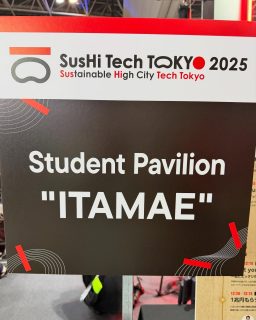 SusHi Tech TOKYO 2025
Sustainable High City Tech Tokyo
Student Pavilion
"ITAMAE"